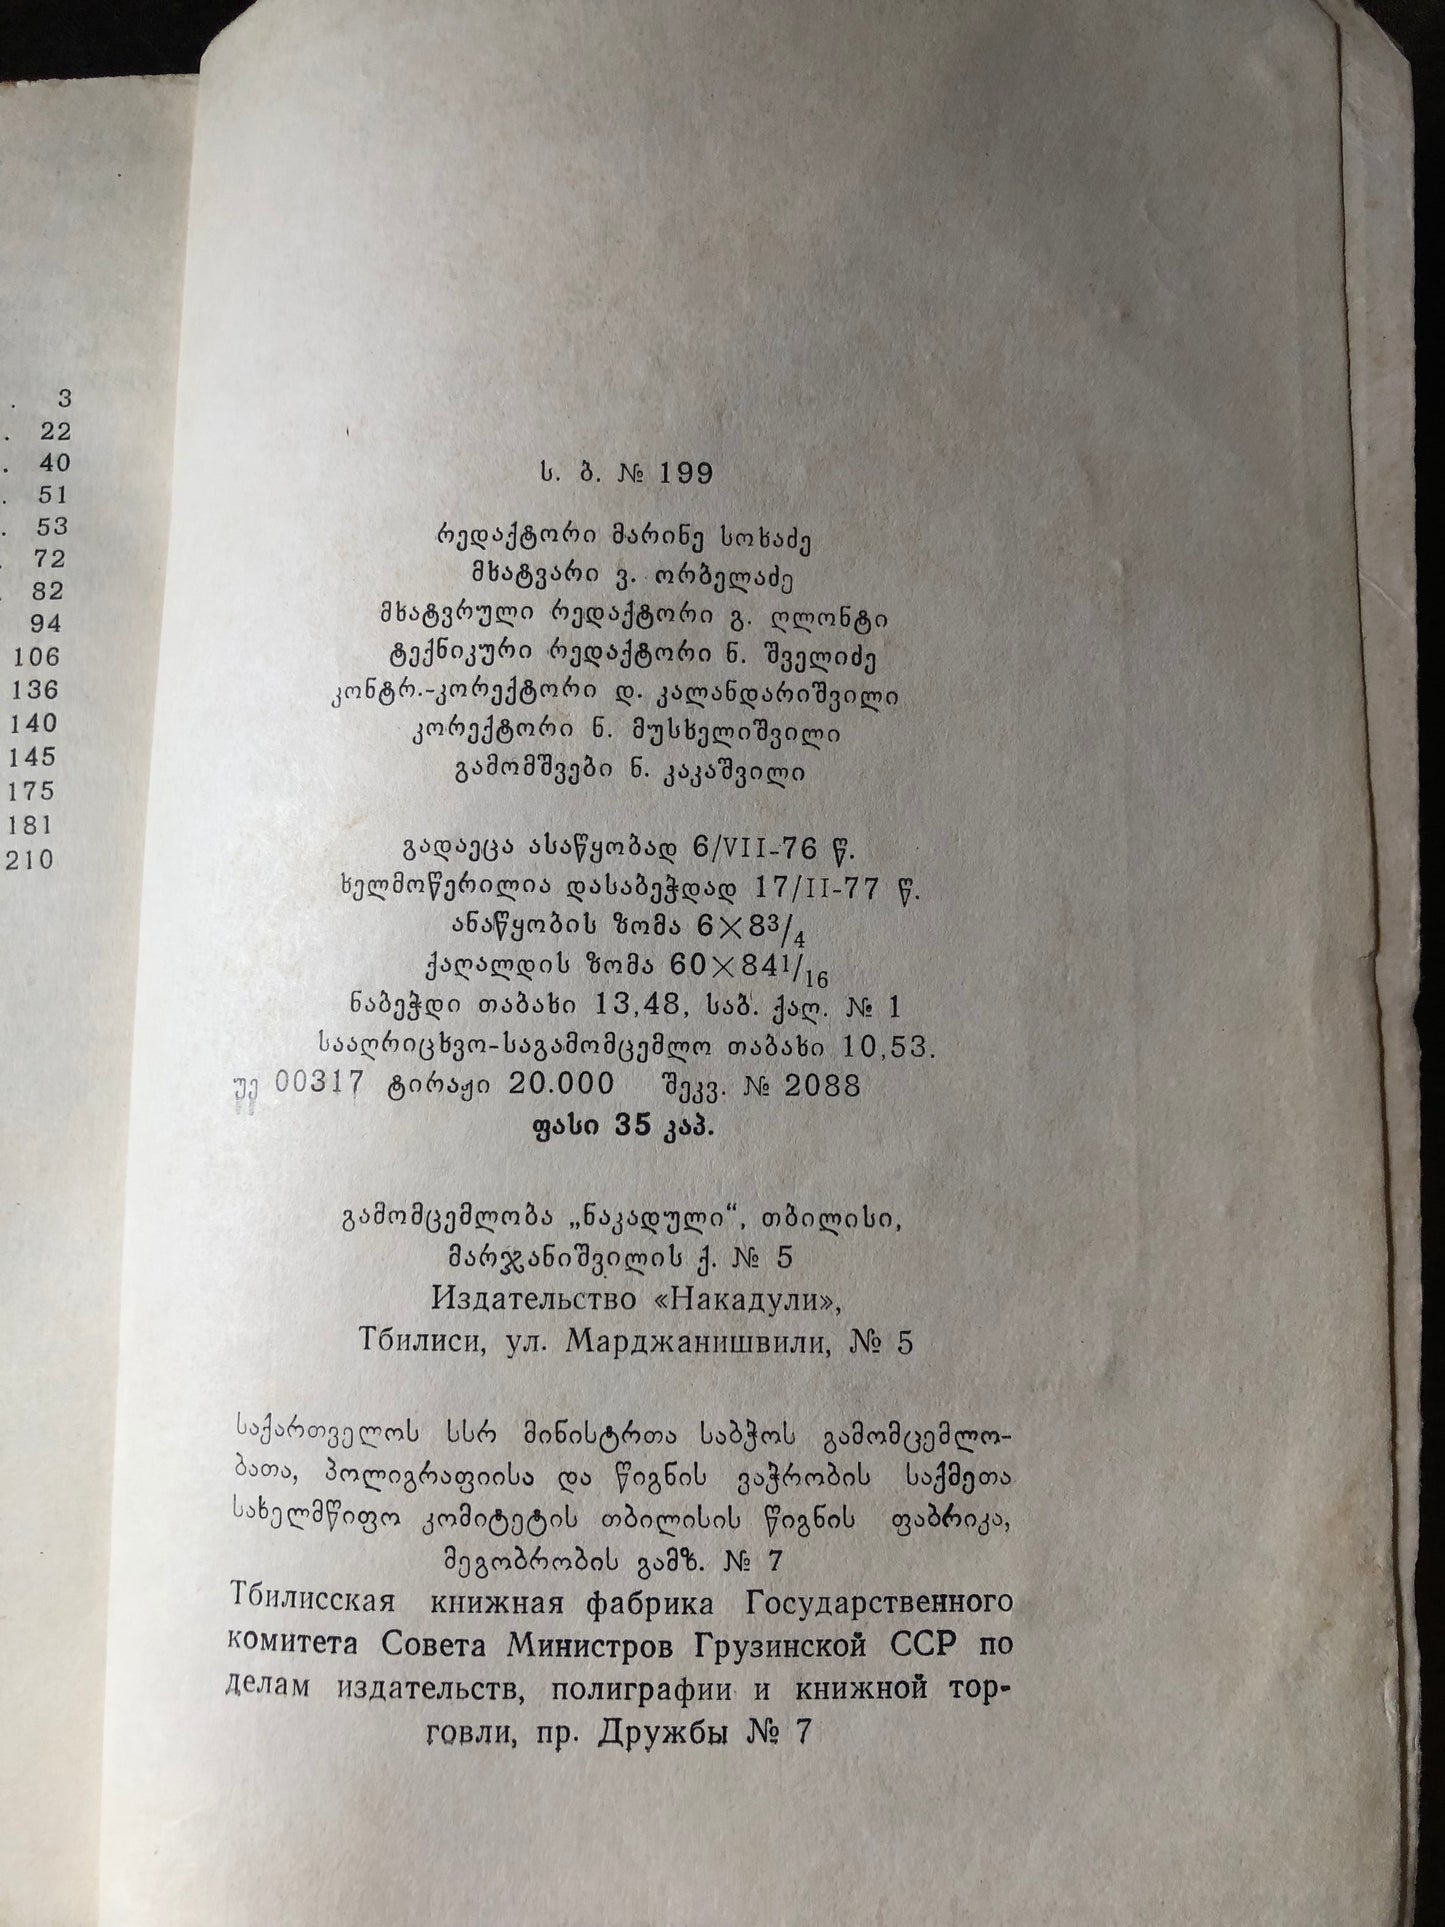 . 3
. 22
. 40
. 51
. 53
. 72
. 82
94
106
136
140
145
175
181
210
ს. ბ. № 199
რედაქტორი მარინე სოხაძე
მხატვარი ვ. ორბელაძე
მხატვრული რედაქტორი გ. ღლონტი
ტექნიკური რედაქტორი ნ. შველიძე
კონტრ.-კორექტორი დ. კალანდარიშვილი
კორექტორი ნ. მუსხელიშვილი
გამომშვები ნ. კაკაშვილი
გადაეცა ასაწყობად 6/VII-76 წ.
ხელმოწერილია დასაბეჭდად 17/II-77 წ.
ანაწყობის ზომა 6×8³/₄
ქაღალდის ზომა 60×84¹/₁₆
ნაბეჭდი თაბახი 13,48, საბ. ქაღ. № 1
სააღრიცხვო-საგამომცემლო თაბახი 10,53.
უე 00317 ტირაჟი 20.000 შეკვ. № 2088
ფასი 35 კაპ.
გამომცემლობა „ნაკადული“, თბილისი,
მარჯანიშვილის ქ. № 5
Издательство «Накадули»,
Тбилиси, ул. Марджанишвили, № 5
საქართველოს სსრ მინისტრთა საბჭოს გამომცემლო-
ბათა, პოლიგრაფიისა და წიგნის ვაჭრობის საქმეთა
სახელმწიფო კომიტეტის თბილისის წიგნის ფაბრიკა,
მეგობრობის გამზ. № 7
Тбилисская книжная фабрика Государственного
комитета Совета Министров Грузинской ССР по
делам издательств, полиграфии и книжной тор-
говли, пр. Дружбы № 7